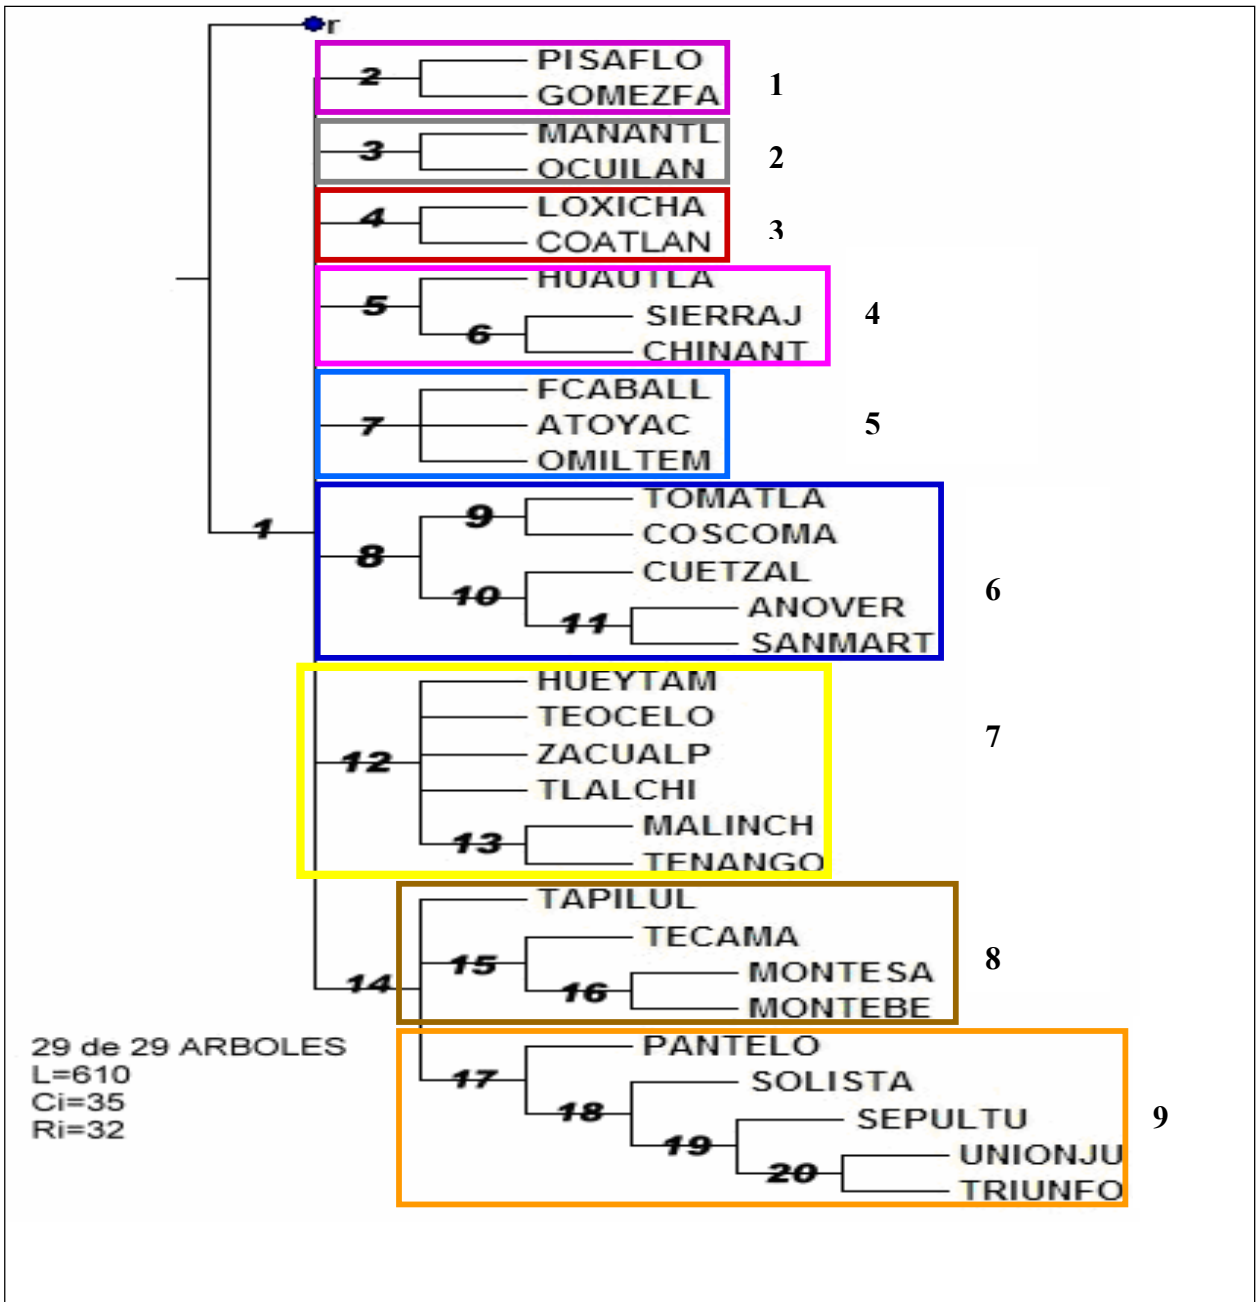 r
2 PISAFLO
GOMEZFA
1
3 MANANTL
OCUILAN
2
4 LOXICHA
COATLAN
3
HUAUTLA
5
SIERRAJ
6
CHINANT
4
FCABALL
7 ATOYAC
OMILTEM
5
1
TOMATLA
9
COSCOMA
8
CUETZAL
10
ANOVER
11
SANMART
6
HUEYTAM
TEOCELO
12 ZACUALP
TLALCHI
MALINCH
13
TENANGO
7
TAPILUL
TECAMA
15
MONTESA
14 16
MONTEBE
8
PANTELO
17
SOLISTA
18
SEPULTU
19
UNIONJU
20
TRIUNFO
9
29 de 29 ARBOLES
L=610
Ci=35
Ri=32